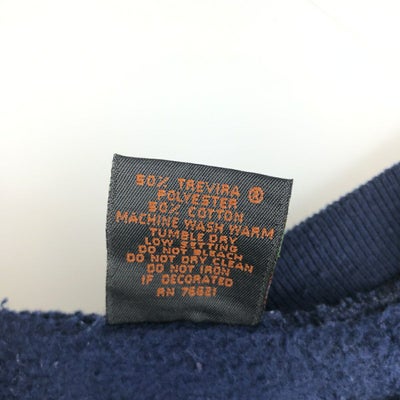 50% TREVIRA ®
POLYESTER
50% COTTON
MACHINE WASH WARM
TUMBLE DRY
LOW SETTING
DO NOT BLEACH
DO NOT DRY CLEAN
DO NOT IRON
IF DECORATED
RN 76621